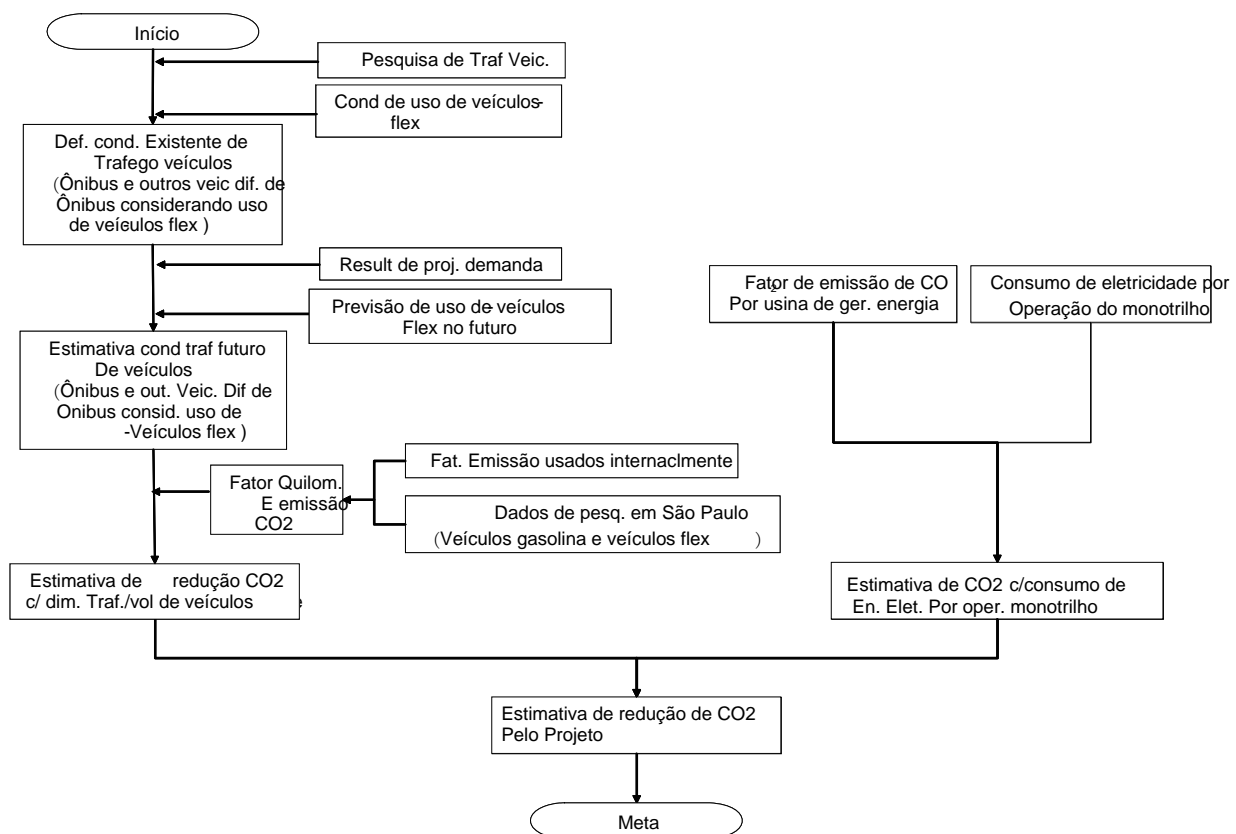 Início
Pesquisa de Traf Veic.
Cond de uso de veículos-
flex
Def. cond. Existente de
Trafego veículos
(Ônibus e outros veic dif. de
Ônibus considerando uso
de veículos flex )
Result de proj. demanda
Previsão de uso de-veículos
Flex no futuro
Fator de emissão de CO2
Por usina de ger. energia
Consumo de eletricidade por
Operação do monotrilho
Estimativa cond traf futuro
De veículos
(Ônibus e out. Veic. Dif de
Onibus consid. uso de
-Veículos flex )
Fator Quilom.
E emissão
CO2
Fat. Emissão usados internaclmente
Dados de pesq. em São Paulo
(Veículos gasolina e veículos flex )
Estimativa de redução CO2
c/ dim. Traf./vol de veículos e
Estimativa de CO2 c/consumo de
En. Elet. Por oper. monotrilho
Estimativa de redução de CO2
Pelo Projeto
Meta